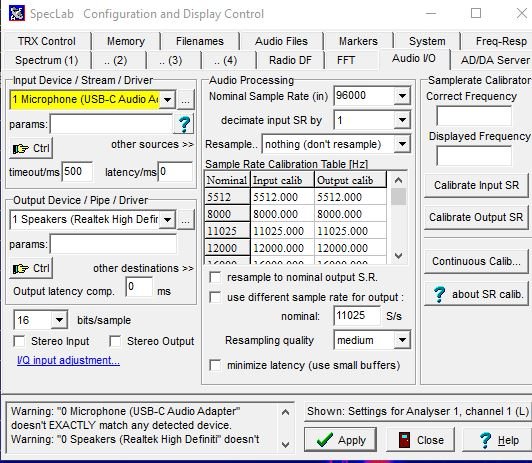 SpecLab Configuration and Display Control
TRX Control Memory Filenames Audio Files Markers System Freq-Resp
Spectrum (1) .. (2) .. (3) .. (4) Radio DF FFT Audio I/O AD/DA Server
Input Device / Stream / Driver
1 Microphone (USB-C Audio Ad
...
params:
?
Ctrl
other sources >>
timeout/ms 500 latency/ms 0
Output Device / Pipe / Driver
1 Speakers (Realtek High Defir
...
params:
Ctrl
other destinations >>
Output latency comp. 0 ms
16 bits/sample
Stereo Input Stereo Output
I/Q input adjustment...
Audio Processing
Nominal Sample Rate (in) 96000
decimate input SR by 1
Resample.. nothing (don't resample)
Sample Rate Calibration Table [Hz]
Nominal Input calib Output calib
5512 5512.000 5512.000
8000 8000.000 8000.000
11025 11025.000 11025.000
12000 12000.000 12000.000
16000 16000.000 16000.000
resample to nominal output S.R.
use different sample rate for output :
nominal: 11025 S/s
Resampling quality medium
minimize latency (use small buffers)
Samplerate Calibrator
Correct Frequency
Displayed Frequency
Calibrate Input SR
Calibrate Output SR
Continuous Calib...
? about SR calib.
Warning: "0 Microphone (USB-C Audio Adapter"
doesn't EXACTLY match any detected device.
Warning: "0 Speakers (Realtek High Definiti" doesn't
Shown: Settings for Analyser 1, channel 1 (L)
Apply Close ? Help